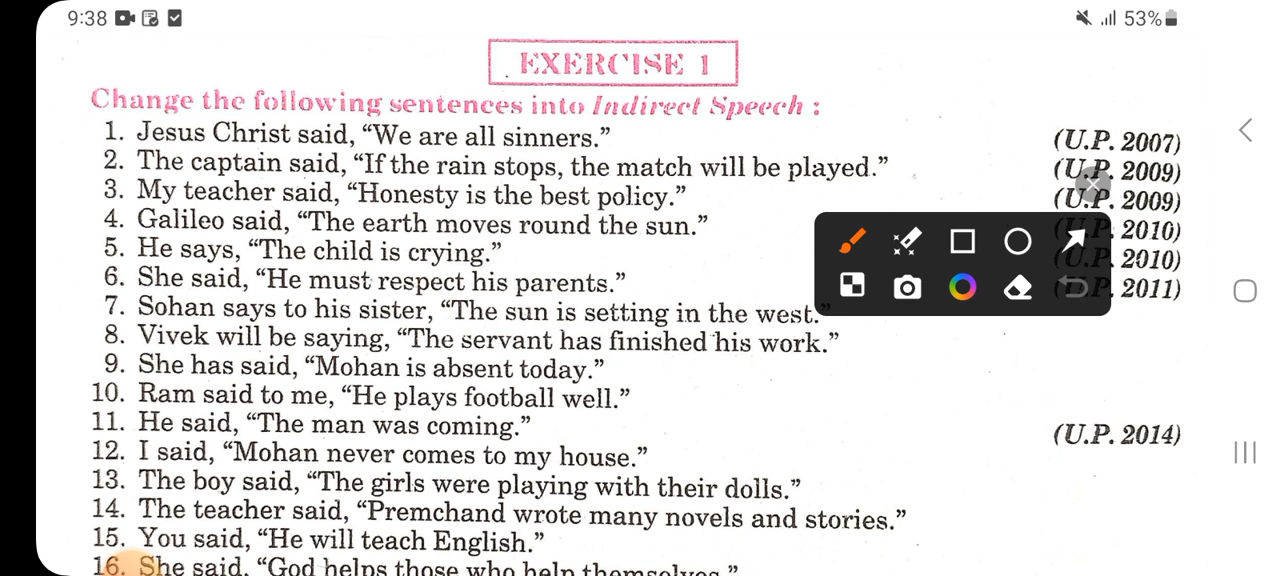 9:38 53%
EXERCISE 1
Change the following sentences into Indirect Speech :
1. Jesus Christ said, “We are all sinners.” (U.P. 2007)
2. The captain said, “If the rain stops, the match will be played.” (U.P. 2009)
3. My teacher said, “Honesty is the best policy.” (U.P. 2009)
4. Galileo said, “The earth moves round the sun.” (U.P. 2010)
5. He says, “The child is crying.” (U.P. 2010)
6. She said, “He must respect his parents.” (U.P. 2011)
7. Sohan says to his sister, “The sun is setting in the west.”
8. Vivek will be saying, “The servant has finished his work.”
9. She has said, “Mohan is absent today.”
10. Ram said to me, “He plays football well.”
11. He said, “The man was coming.” (U.P. 2014)
12. I said, “Mohan never comes to my house.”
13. The boy said, “The girls were playing with their dolls.”
14. The teacher said, “Premchand wrote many novels and stories.”
15. You said, “He will teach English.”
16. She said, “God helps those who help themselves.”